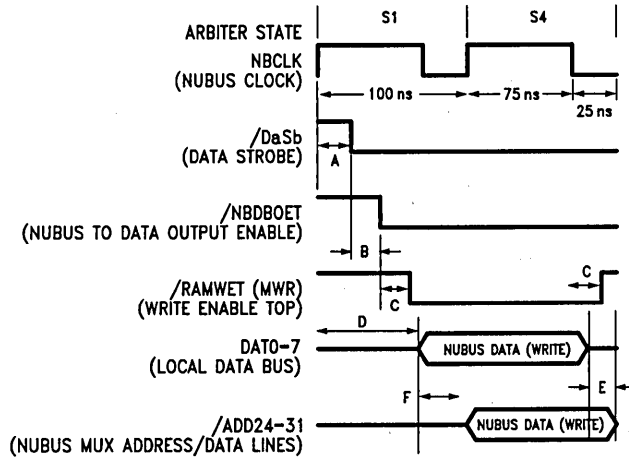 S1 S4
ARBITER STATE
NBCLK
(NUBUS CLOCK)
100 ns 75 ns
25 ns
/DaSb
(DATA STROBE)
A
/NBDBOET
(NUBUS TO DATA OUTPUT ENABLE)
B
/RAMWET (MWR)
(WRITE ENABLE TOP)
C C
D
DAT0-7
(LOCAL DATA BUS)
NUBUS DATA (WRITE)
E
F
/ADD24-31
(NUBUS MUX ADDRESS/DATA LINES)
NUBUS DATA (WRITE)